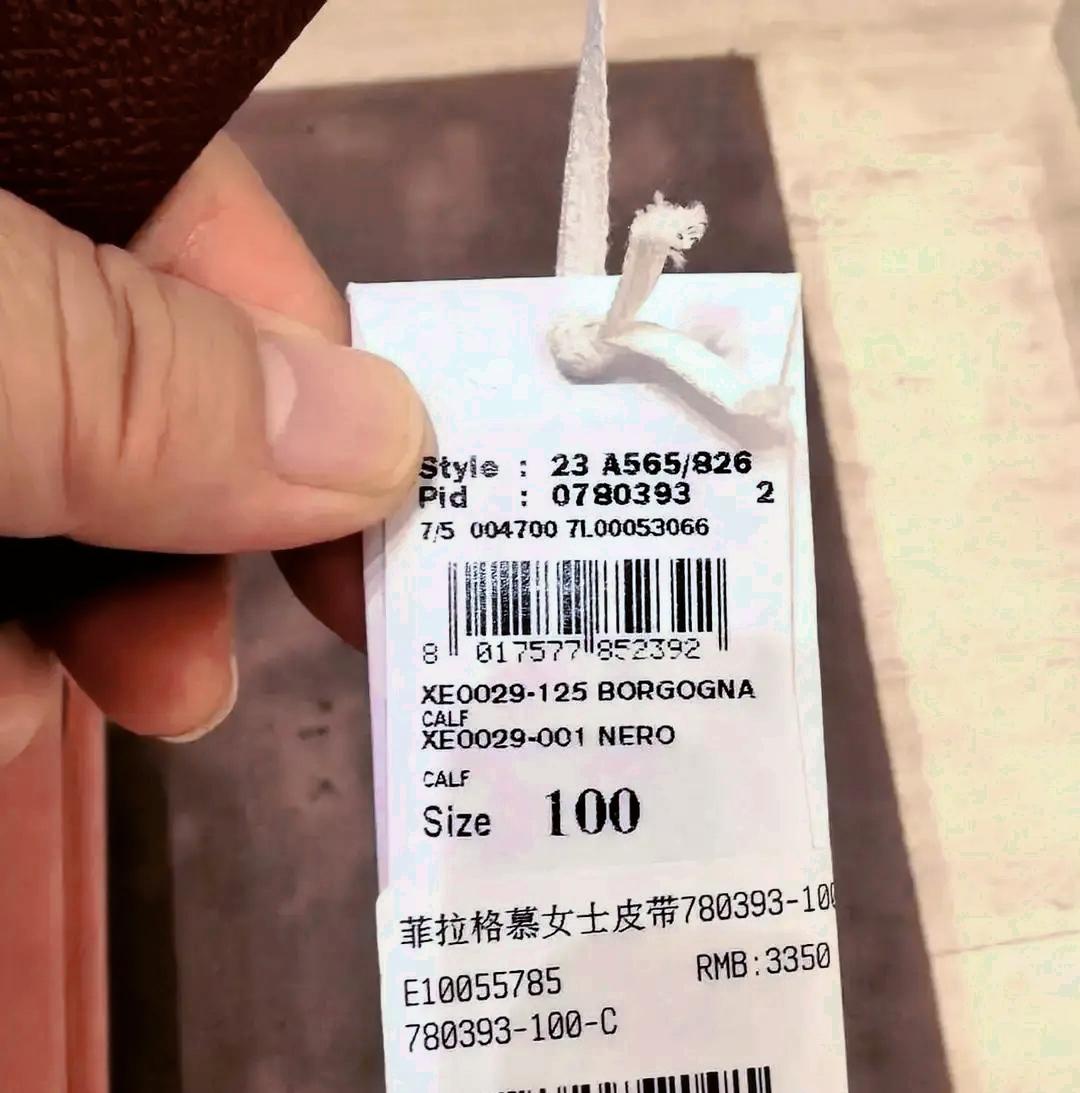 Style : 23 A565/826
Pid : 0780393 2
7/5 004700 7L00053066
8 017577 852392
XE0029-125 BORGOGNA
CALF
XE0029-001 NERO
CALF
Size 100
菲拉格慕女士皮带780393-100
E10055785 RMB:3350
780393-100-C